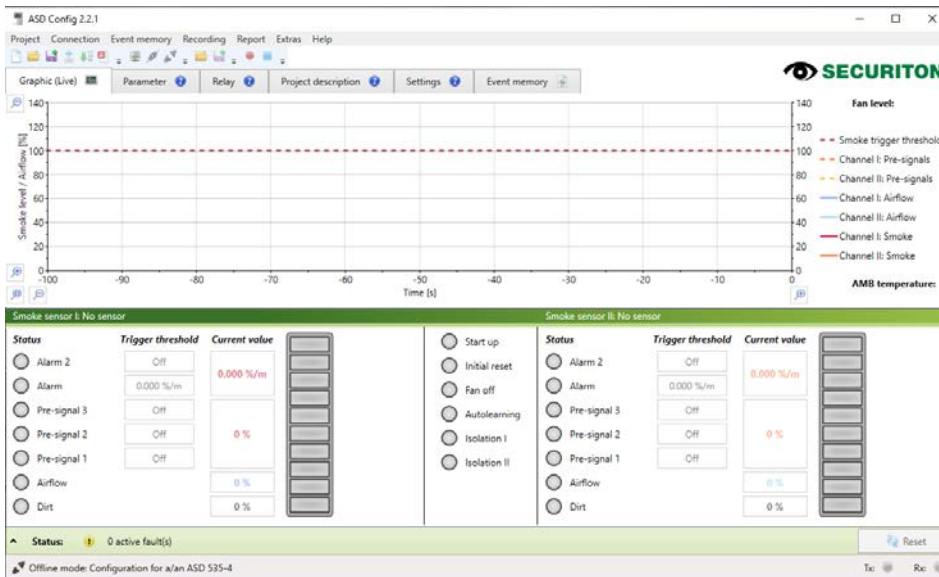 ASD Config 2.2.1
Project Connection Event memory Recording Report Extras Help
Graphic (Live) Parameter Relay Project description Settings Event memory
SECURITON
Smoke level / Airflow [%]
140
120
100
80
60
40
20
0
140
120
100
80
60
40
20
0
-100 -90 -80 -70 -60 -50 -40 -30 -20 -10 0
Time [s]
Fan level:
Smoke trigger threshold
Channel I: Pre-signals
Channel II: Pre-signals
Channel I: Airflow
Channel II: Airflow
Channel I: Smoke
Channel II: Smoke
AMB temperature:
Smoke sensor I: No sensor
Status Trigger threshold Current value
Alarm 2 Off
0.000 %/m
Alarm 0.000 %/m
Pre-signal 3 Off
Pre-signal 2 Off 0 %
Pre-signal 1 Off
Airflow 0 %
Dirt 0 %
Start up
Initial reset
Fan off
Autolearning
Isolation I
Isolation II
Smoke sensor II: No sensor
Status Trigger threshold Current value
Alarm 2 Off
0.000 %/m
Alarm 0.000 %/m
Pre-signal 3 Off
Pre-signal 2 Off 0 %
Pre-signal 1 Off
Airflow 0 %
Dirt 0 %
Status: 0 active fault(s) Reset
Offline mode: Configuration for a/an ASD 535-4 Tx: Rx: